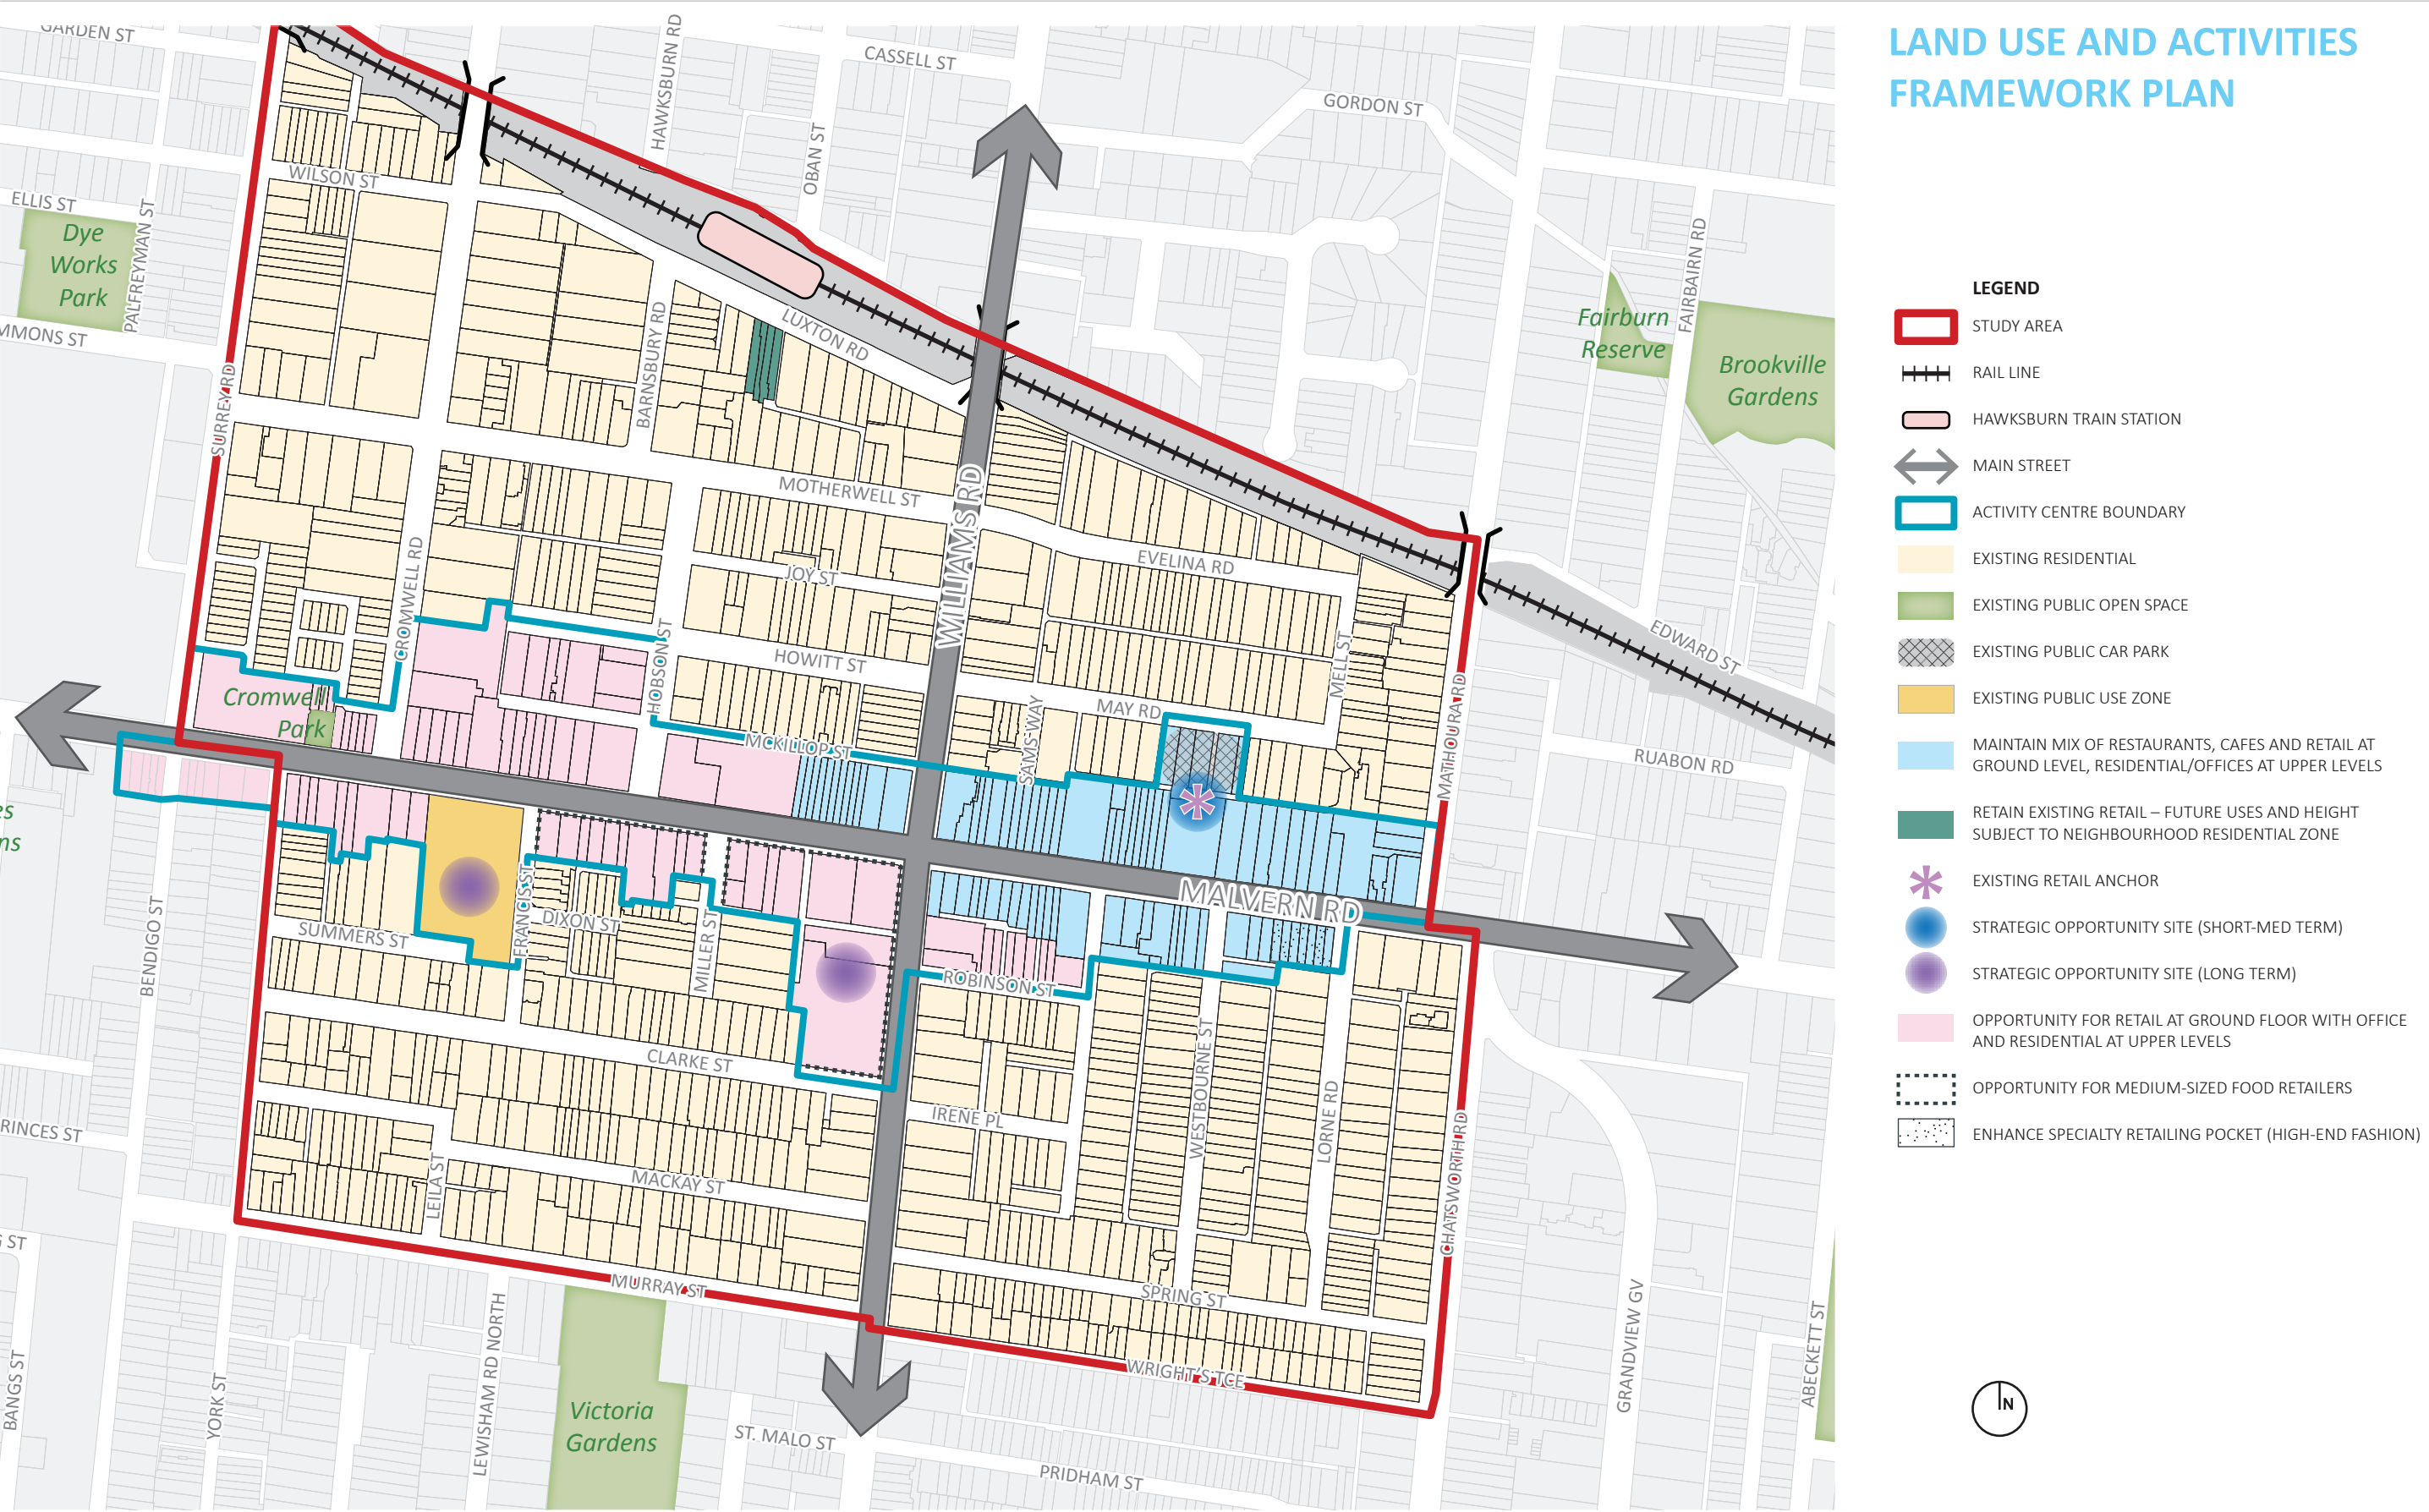 LAND USE AND ACTIVITIES
FRAMEWORK PLAN
LEGEND
STUDY AREA
RAIL LINE
HAWKSBURN TRAIN STATION
MAIN STREET
ACTIVITY CENTRE BOUNDARY
EXISTING RESIDENTIAL
EXISTING PUBLIC OPEN SPACE
EXISTING PUBLIC CAR PARK
EXISTING PUBLIC USE ZONE
MAINTAIN MIX OF RESTAURANTS, CAFES AND RETAIL AT
GROUND LEVEL, RESIDENTIAL/OFFICES AT UPPER LEVELS
RETAIN EXISTING RETAIL – FUTURE USES AND HEIGHT
SUBJECT TO NEIGHBOURHOOD RESIDENTIAL ZONE
EXISTING RETAIL ANCHOR
STRATEGIC OPPORTUNITY SITE (SHORT-MED TERM)
STRATEGIC OPPORTUNITY SITE (LONG TERM)
OPPORTUNITY FOR RETAIL AT GROUND FLOOR WITH OFFICE
AND RESIDENTIAL AT UPPER LEVELS
OPPORTUNITY FOR MEDIUM-SIZED FOOD RETAILERS
ENHANCE SPECIALTY RETAILING POCKET (HIGH-END FASHION)
N
GARDEN ST
HAWKSBURN RD
CASSELL ST
GORDON ST
OBAN ST
WILSON ST
ELLIS ST
PALFREYMAN ST
Dye
Works
Park
MMONS ST
FAIRBAIRN RD
Fairburn
Reserve
Brookville
Gardens
LUXTON RD
BARNSBURY RD
SURREY RD
MOTHERWELL ST
WILLIAMS RD
EVELINA RD
JOY ST
CROMWELL RD
HOBSON ST
HOWITT ST
MELL ST
EDWARD ST
MATHOURA RD
MAY RD
SAMS WAY
Cromwell
Park
MCKILLOP ST
RUABON RD
es
ns
MALVERN RD
FRANCIS ST
DIXON ST
MILLER ST
SUMMERS ST
BENDIGO ST
ROBINSON ST
CLARKE ST
WESTBOURNE ST
LORNE RD
IRENE PL
RINCES ST
CHATSWORTH RD
LEILA ST
MACKAY ST
G ST
MURRAY ST
SPRING ST
WRIGHT'S TCE
GRANDVIEW GV
ABECKETT ST
BANGS ST
YORK ST
LEWISHAM RD NORTH
Victoria
Gardens
ST. MALO ST
PRIDHAM ST